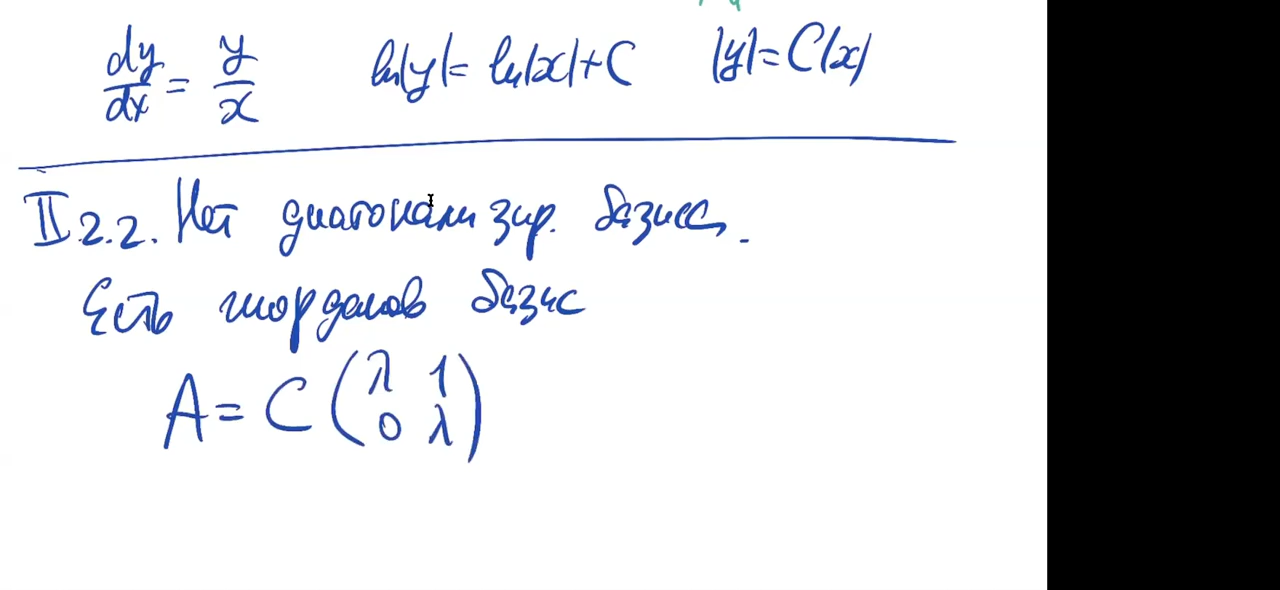 dy/dx = y/x ln|y| = ln|x| + C |y| = C|x|
II 2.2. Нет диагонализир. базиса.
Есть жорданов базис
A = C (λ 1
0 λ)